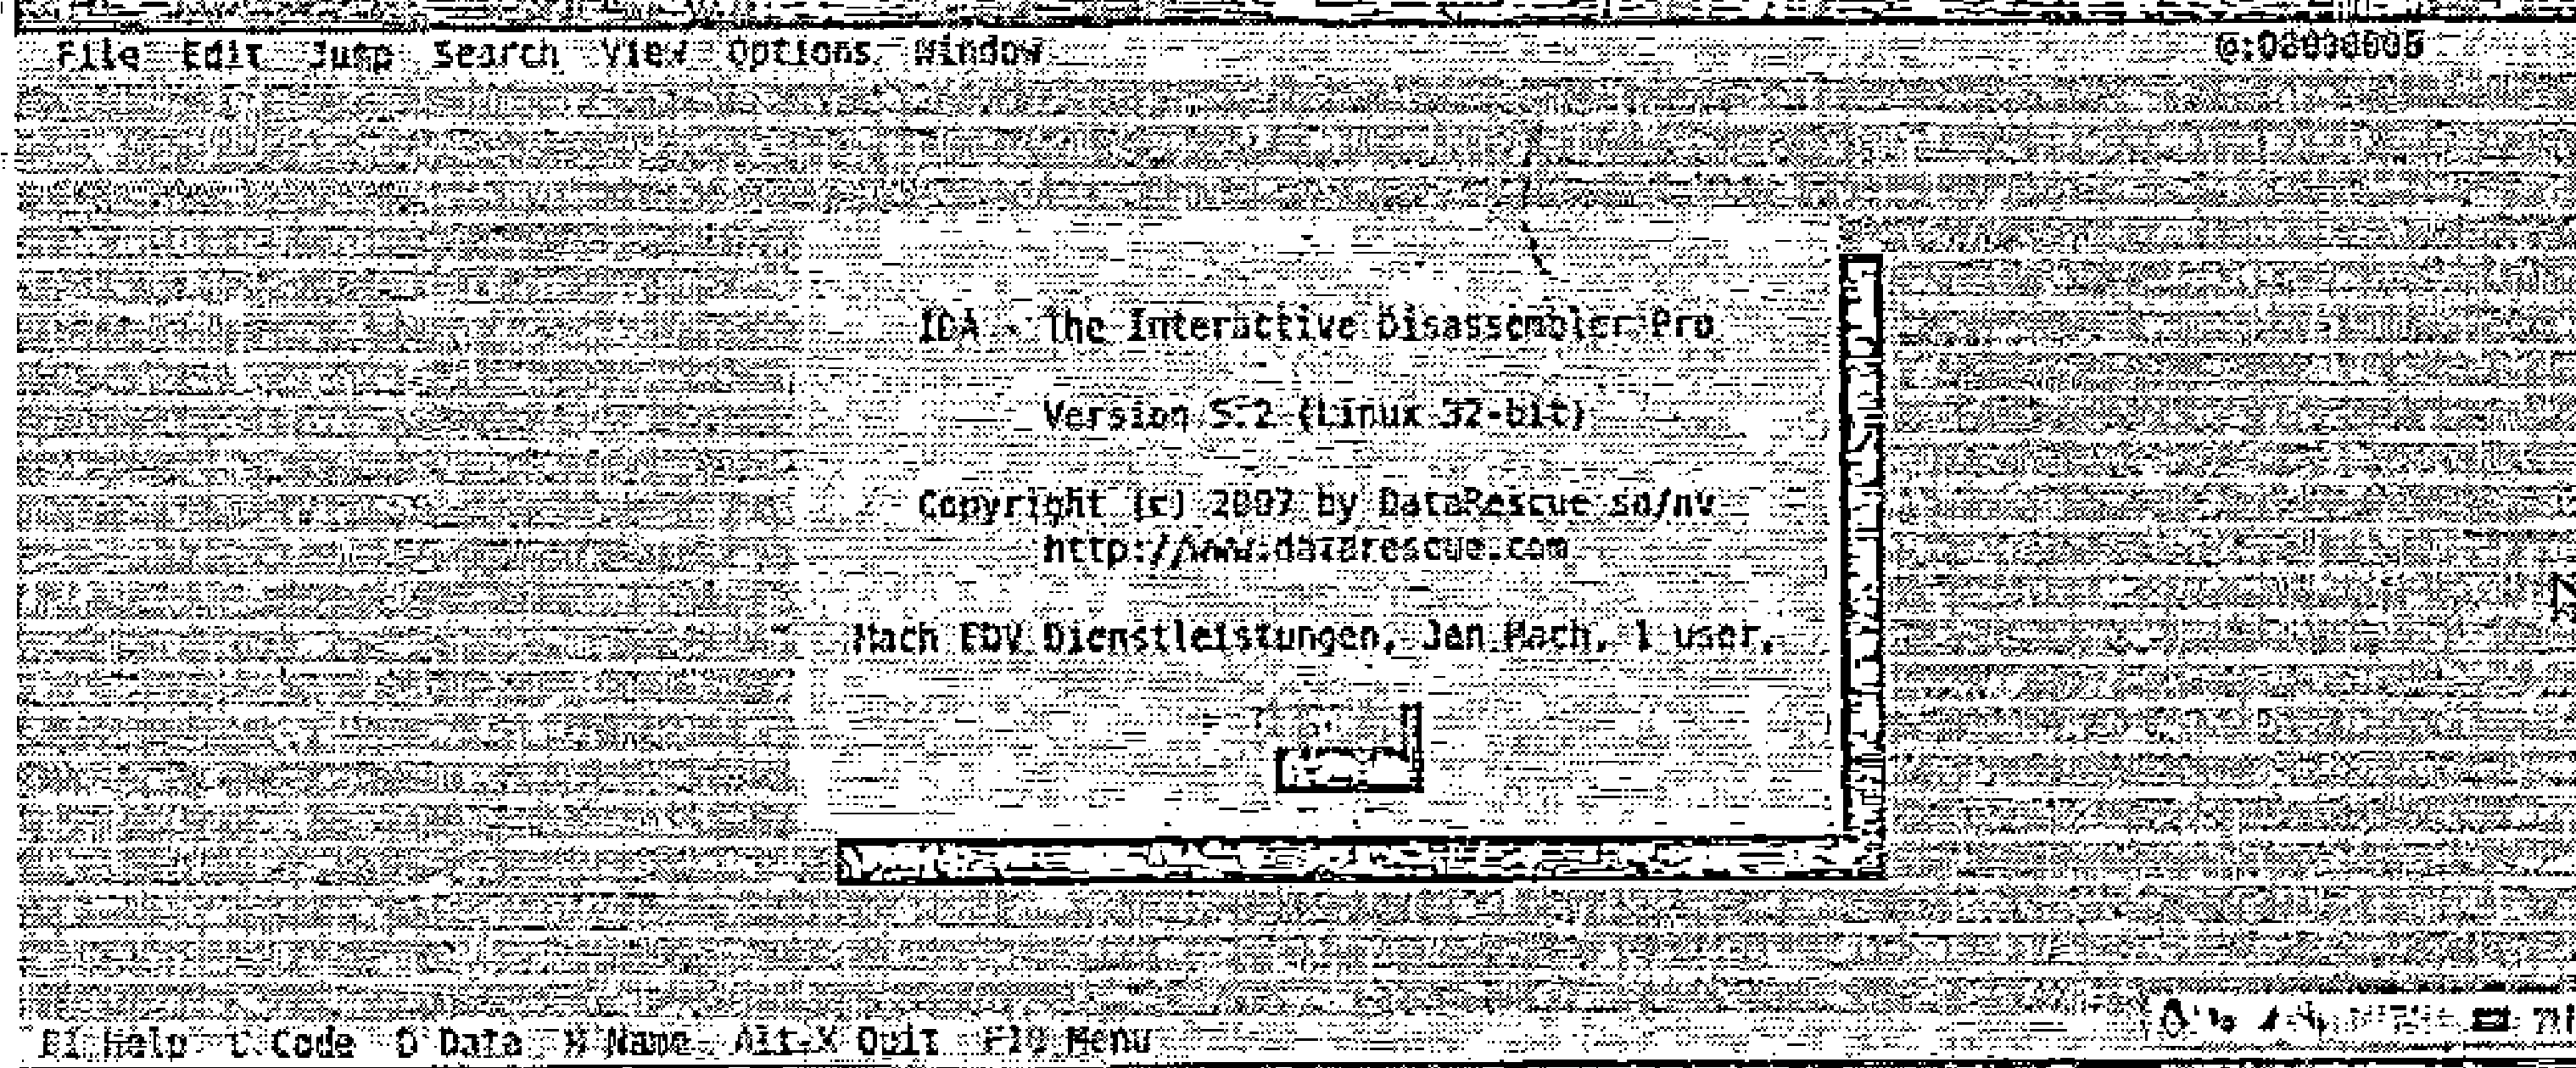 File Edit Jump Search View Options Window
IDA - The Interactive Disassembler Pro
Version 5.2 (Linux 32-bit)
Copyright (c) 2007 by DataRescue sa/nv
http://www.datarescue.com
Mach EDV Dienstleistungen, Jan Mach, 1 user,
F1 Help C Code D Data N Name Alt-X Quit F10 Menu